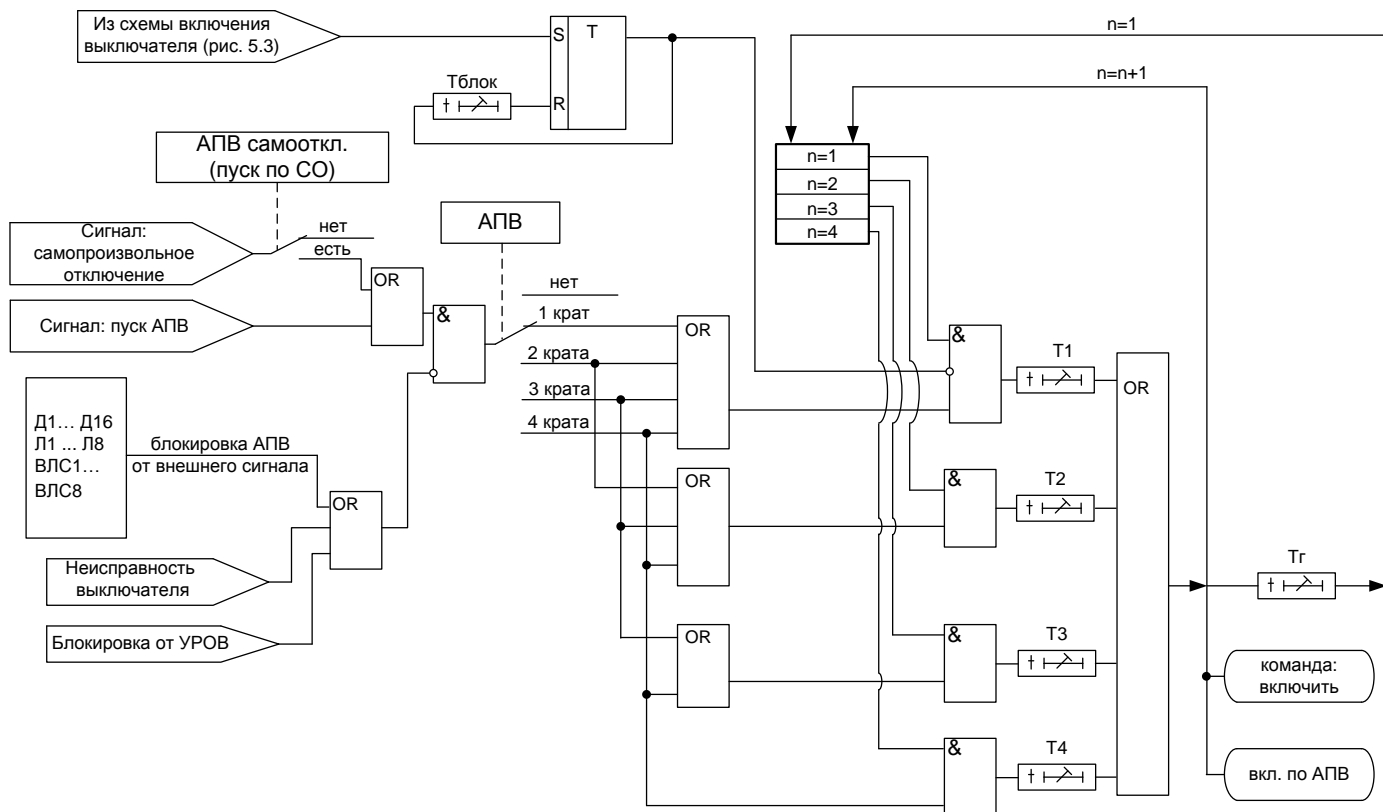 Из схемы включения
выключателя (рис. 5.3)
S
T
R
Тблок
n=1
n=n+1
n=1
n=2
n=3
n=4
АПВ самооткл.
(пуск по СО)
АПВ
Сигнал:
самопроизвольное
отключение
нет
есть
OR
Сигнал: пуск АПВ
&
нет
1 крат
2 крата
3 крата
4 крата
OR
&
T1
OR
Д1... Д16
Л1 ... Л8
ВЛС1...
ВЛС8
блокировка АПВ
от внешнего сигнала
OR
OR
&
T2
Неисправность
выключателя
Блокировка от УРОВ
Тг
OR
&
T3
команда:
включить
&
T4
вкл. по АПВ